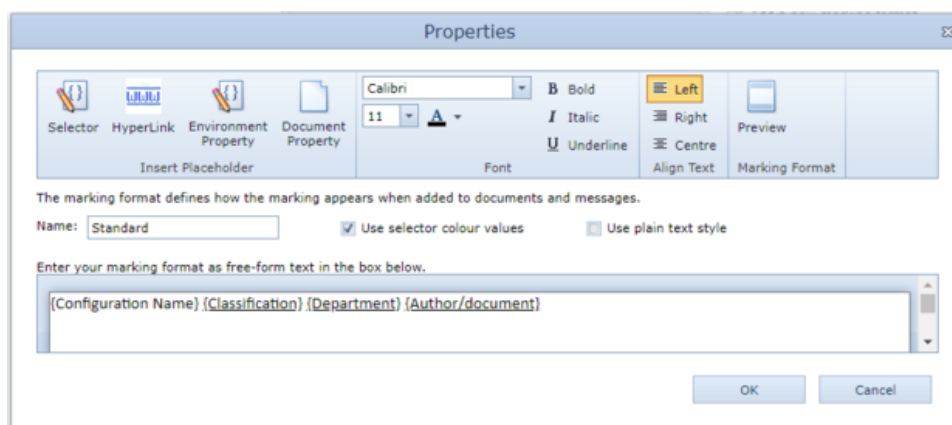 Properties
Selector
HyperLink
Environment Property
Document Property
Insert Placeholder
Calibri
11
A
B Bold
I Italic
U Underline
Font
Left
Right
Centre
Align Text
Preview
Marking Format
The marking format defines how the marking appears when added to documents and messages.
Name: Standard
Use selector colour values
Use plain text style
Enter your marking format as free-form text in the box below.
{Configuration Name} {Classification} {Department} {Author/document}
OK
Cancel